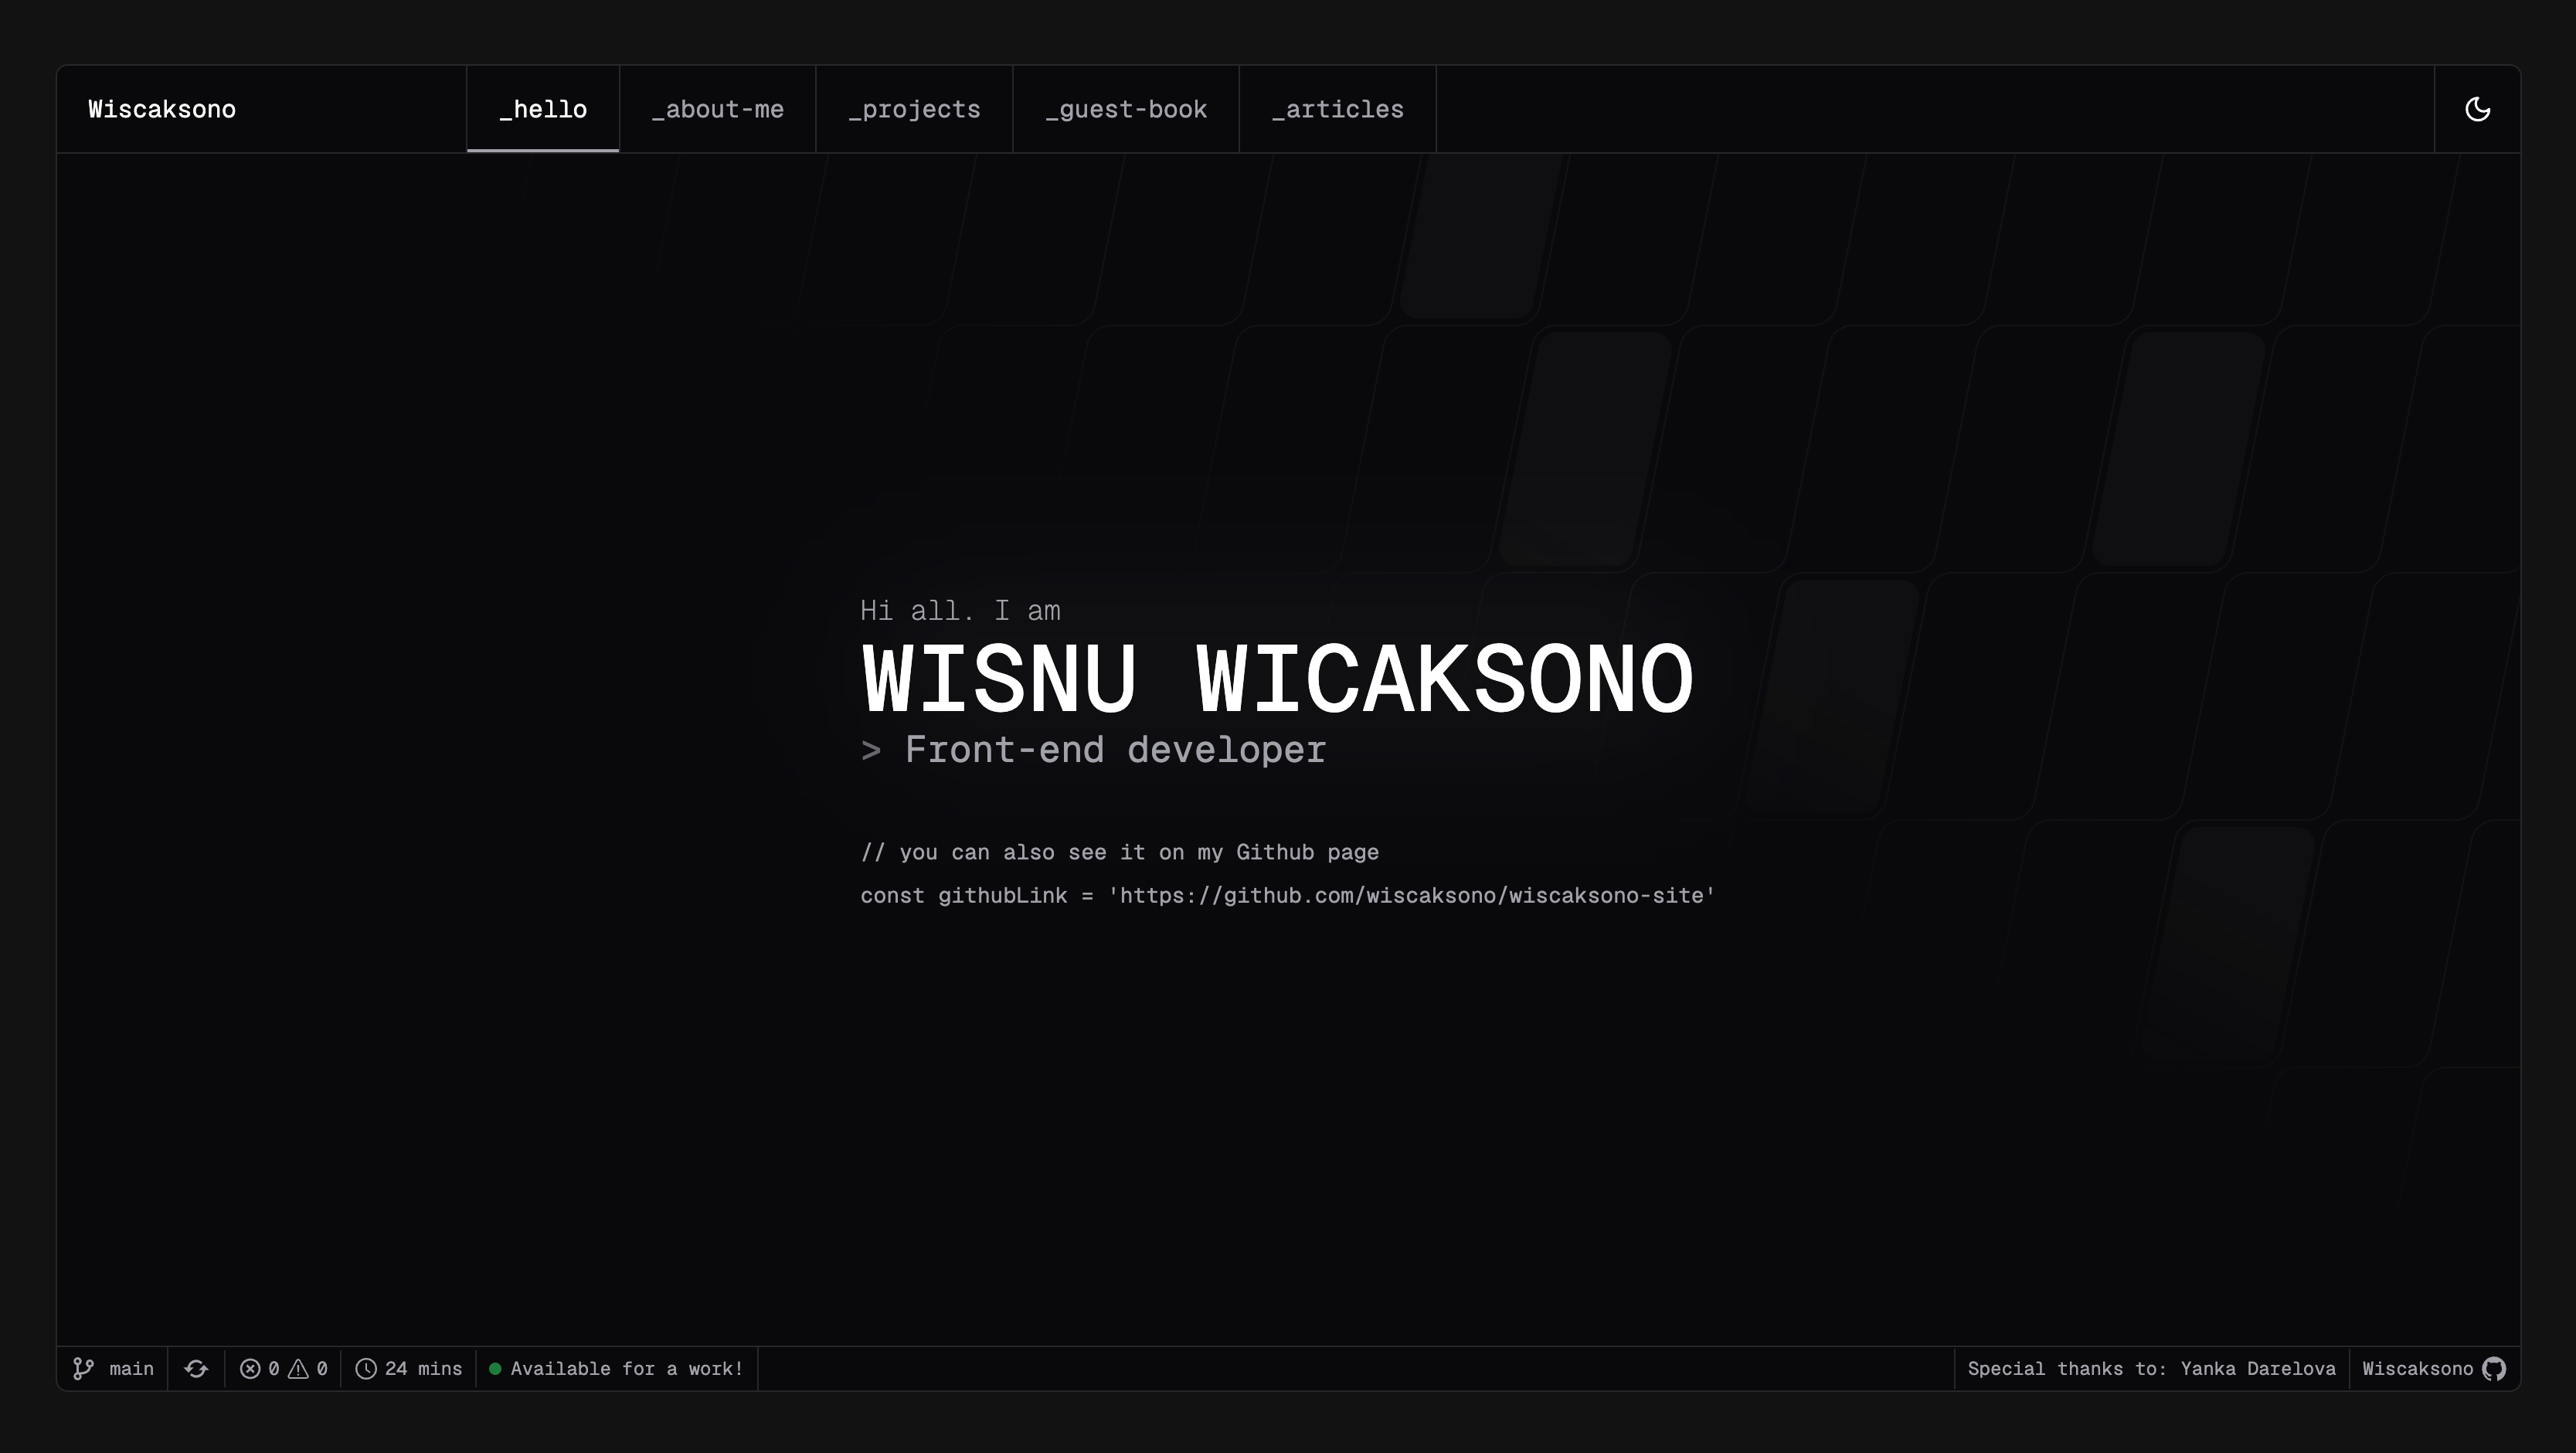 Wiscaksono _hello _about-me _projects _guest-book _articles
Hi all. I am
WISNU WICAKSONO
> Front-end developer
// you can also see it on my Github page
const githubLink = 'https://github.com/wiscaksono/wiscaksono-site'
main 0 0 24 mins Available for a work! Special thanks to: Yanka Darelova Wiscaksono